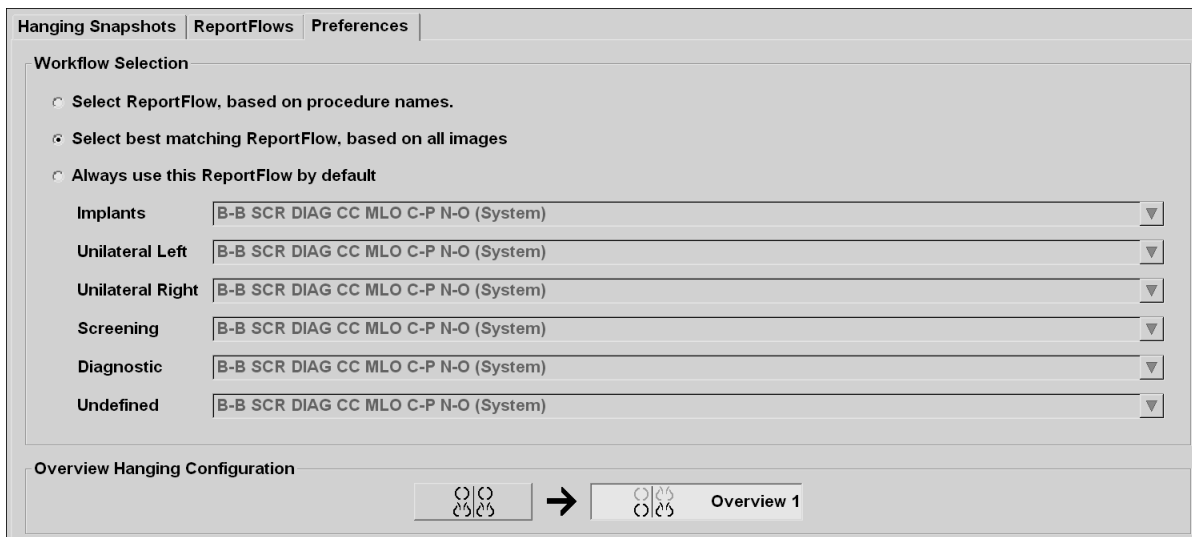 Hanging Snapshots ReportFlows Preferences
Workflow Selection
Select ReportFlow, based on procedure names.
Select best matching ReportFlow, based on all images
Always use this ReportFlow by default
Implants B-B SCR DIAG CC MLO C-P N-O (System)
Unilateral Left B-B SCR DIAG CC MLO C-P N-O (System)
Unilateral Right B-B SCR DIAG CC MLO C-P N-O (System)
Screening B-B SCR DIAG CC MLO C-P N-O (System)
Diagnostic B-B SCR DIAG CC MLO C-P N-O (System)
Undefined B-B SCR DIAG CC MLO C-P N-O (System)
Overview Hanging Configuration
Overview 1